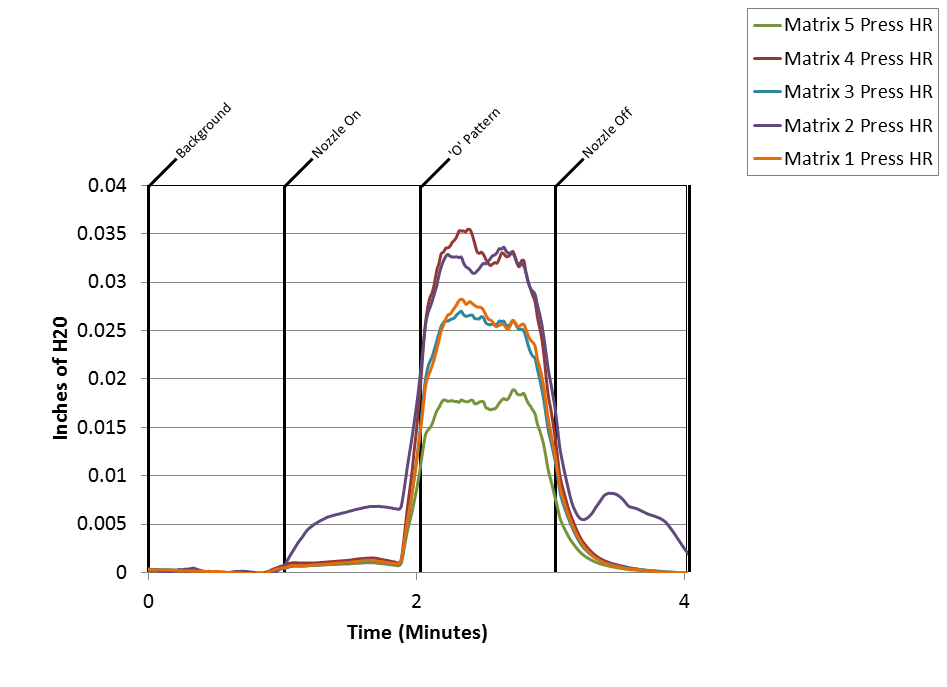 Matrix 5 Press HR
Matrix 4 Press HR
Matrix 3 Press HR
Matrix 2 Press HR
Matrix 1 Press HR
Background
Nozzle On
'O' Pattern
Nozzle Off
0.04
0.035
0.03
0.025
0.02
0.015
0.01
0.005
0
Inches of H20
0
2
4
Time (Minutes)